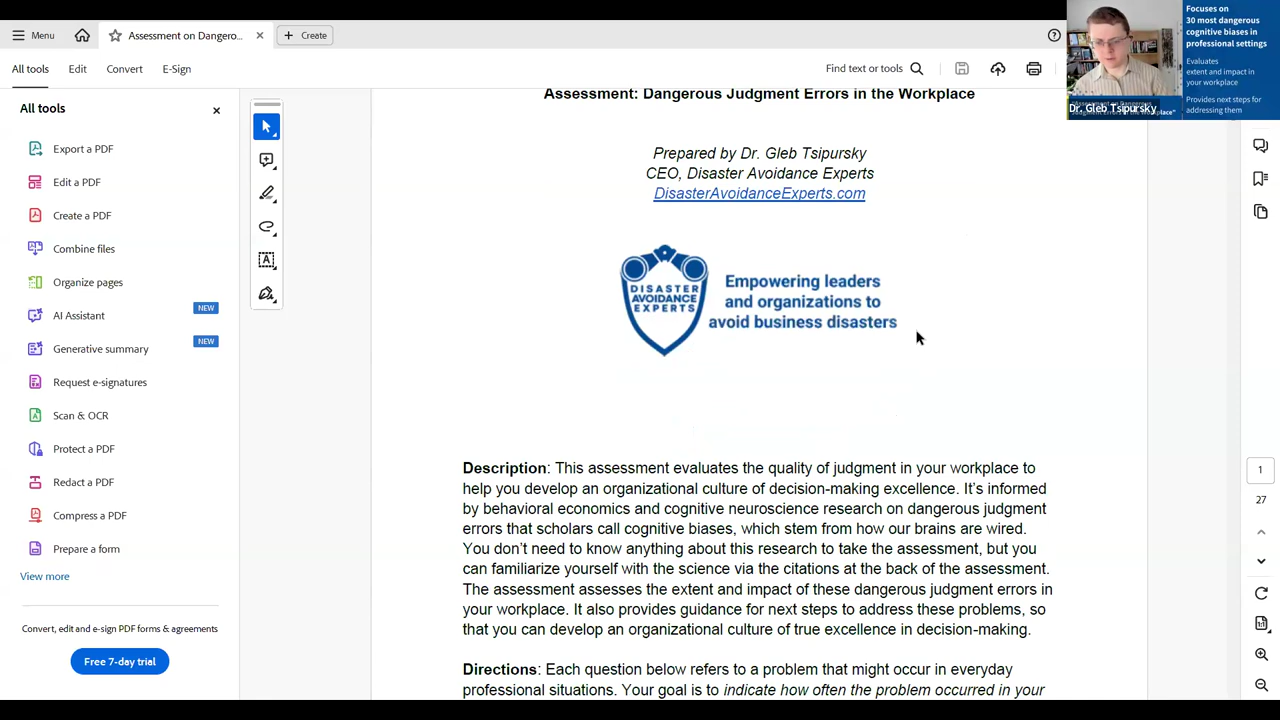 Menu
Assessment on Dangero...
Create
All tools
Edit
Convert
E-Sign
Find text or tools
Focuses on
30 most dangerous
cognitive biases in
professional settings
Evaluates
extent and impact in
your workplace
Provides next steps for
addressing them
"Assessment on Dangerous
Judgment Errors in the Workplace"
Dr. Gleb Tsipursky
All tools
Export a PDF
Edit a PDF
Create a PDF
Combine files
Organize pages
AI Assistant
NEW
Generative summary
NEW
Request e-signatures
Scan & OCR
Protect a PDF
Redact a PDF
Compress a PDF
Prepare a form
View more
Convert, edit and e-sign PDF forms & agreements
Free 7-day trial
Assessment: Dangerous Judgment Errors in the Workplace
Prepared by Dr. Gleb Tsipursky
CEO, Disaster Avoidance Experts
DisasterAvoidanceExperts.com
DISASTER
AVOIDANCE
EXPERTS
Empowering leaders
and organizations to
avoid business disasters
Description: This assessment evaluates the quality of judgment in your workplace to
help you develop an organizational culture of decision-making excellence. It's informed
by behavioral economics and cognitive neuroscience research on dangerous judgment
errors that scholars call cognitive biases, which stem from how our brains are wired.
You don't need to know anything about this research to take the assessment, but you
can familiarize yourself with the science via the citations at the back of the assessment.
The assessment assesses the extent and impact of these dangerous judgment errors in
your workplace. It also provides guidance for next steps to address these problems, so
that you can develop an organizational culture of true excellence in decision-making.
Directions: Each question below refers to a problem that might occur in everyday
professional situations. Your goal is to indicate how often the problem occurred in your
1
27